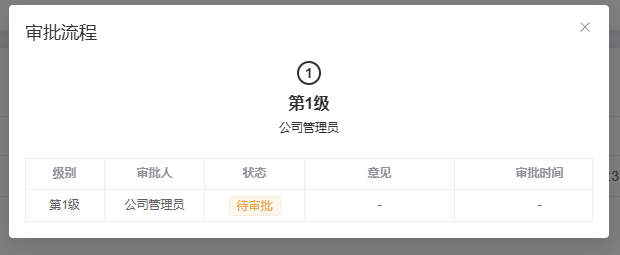 审批流程
1
第1级
公司管理员
级别 审批人 状态 意见 审批时间
第1级 公司管理员 待审批 - -